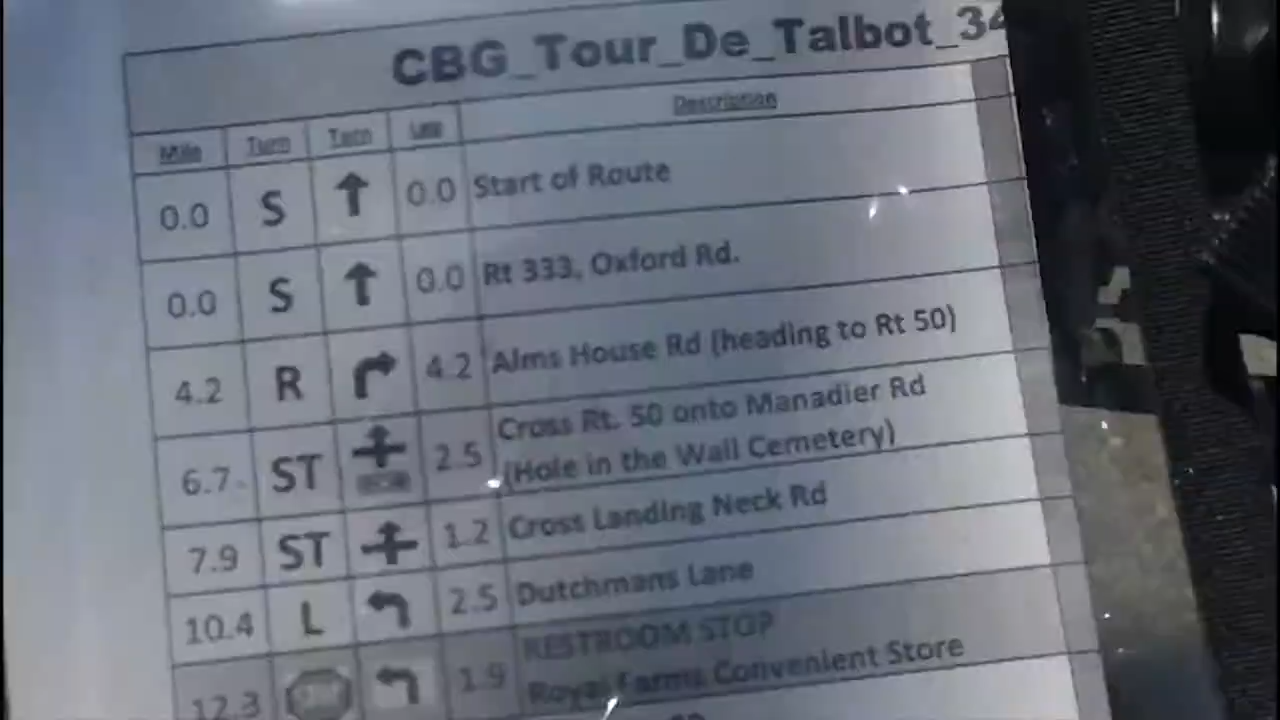 CBG_Tour_De_Talbot_34
Mile Turn Turn Leg Description
0.0 S ↑ 0.0 Start of Route
0.0 S ↑ 0.0 Rt 333, Oxford Rd.
4.2 R 4.2 Alms House Rd (heading to Rt 50)
6.7 ST 2.5 Cross Rt. 50 onto Manadier Rd
(Hole in the Wall Cemetery)
7.9 ST 1.2 Cross Landing Neck Rd
10.4 L 2.5 Dutchmans Lane
12.3 1.9 RESTROOM STOP
Royal Farms Convenient Store